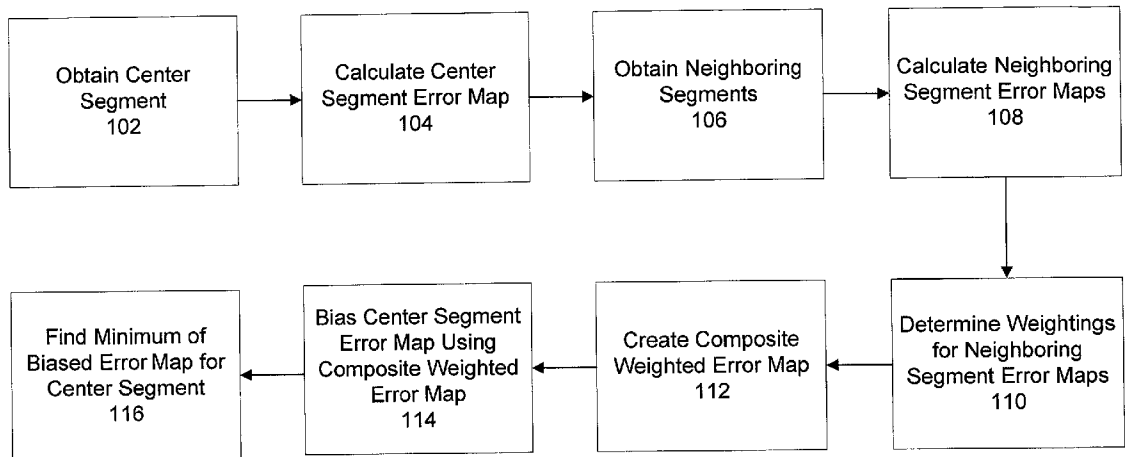 Obtain Center
Segment
102
Calculate Center
Segment Error Map
104
Obtain Neighboring
Segments
106
Calculate Neighboring
Segment Error Maps
108
Determine Weightings
for Neighboring
Segment Error Maps
110
Create Composite
Weighted Error Map
112
Bias Center Segment
Error Map Using
Composite Weighted
Error Map
114
Find Minimum of
Biased Error Map for
Center Segment
116